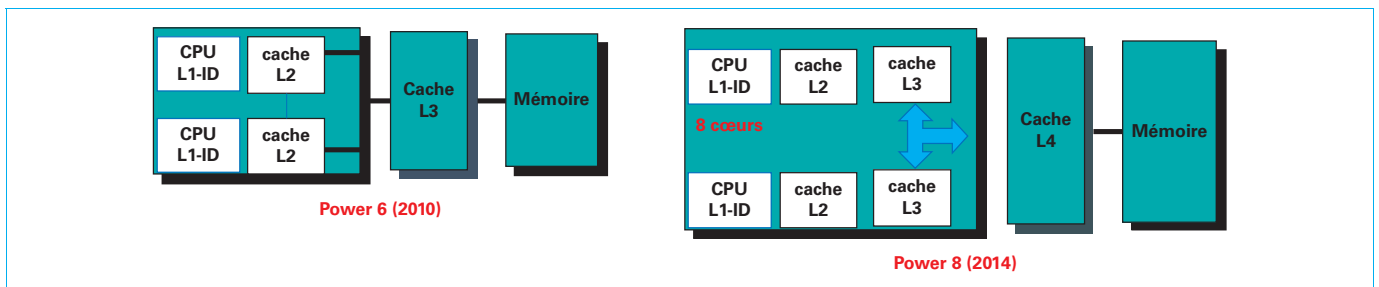 CPU
L1-ID
cache
L2
CPU
L1-ID
cache
L2
Cache
L3
Mémoire
Power 6 (2010)
CPU
L1-ID
cache
L2
cache
L3
8 cœurs
CPU
L1-ID
cache
L2
cache
L3
Cache
L4
Mémoire
Power 8 (2014)